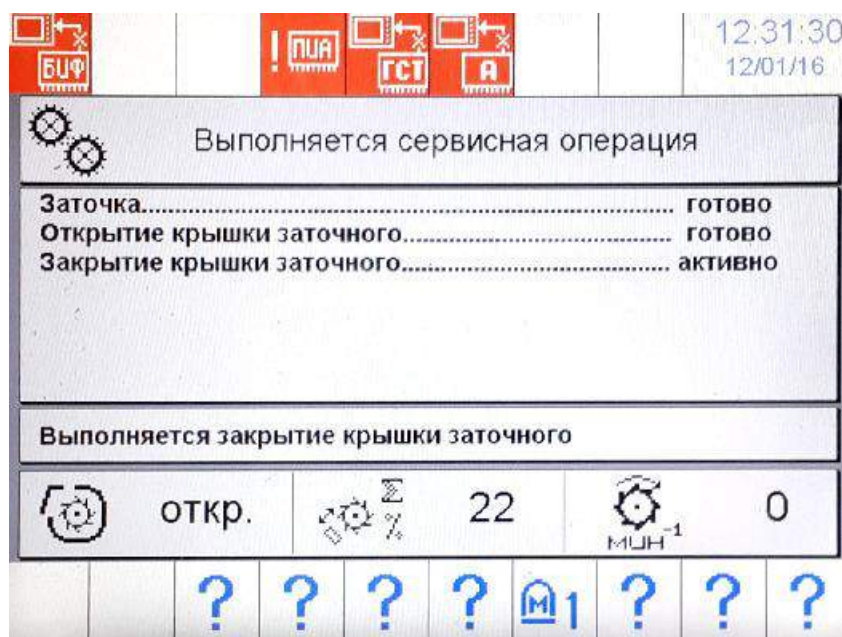 БИФ
! ПИА
ГСТ
А
12:31:30
12/01/16
Выполняется сервисная операция
Заточка................................................................ готово
Открытие крышки заточного................................ готово
Закрытие крышки заточного................................ активно
Выполняется закрытие крышки заточного
откр.
Σ
%
22
МИН⁻¹
0
? ? ? ? М 1 ? ? ?